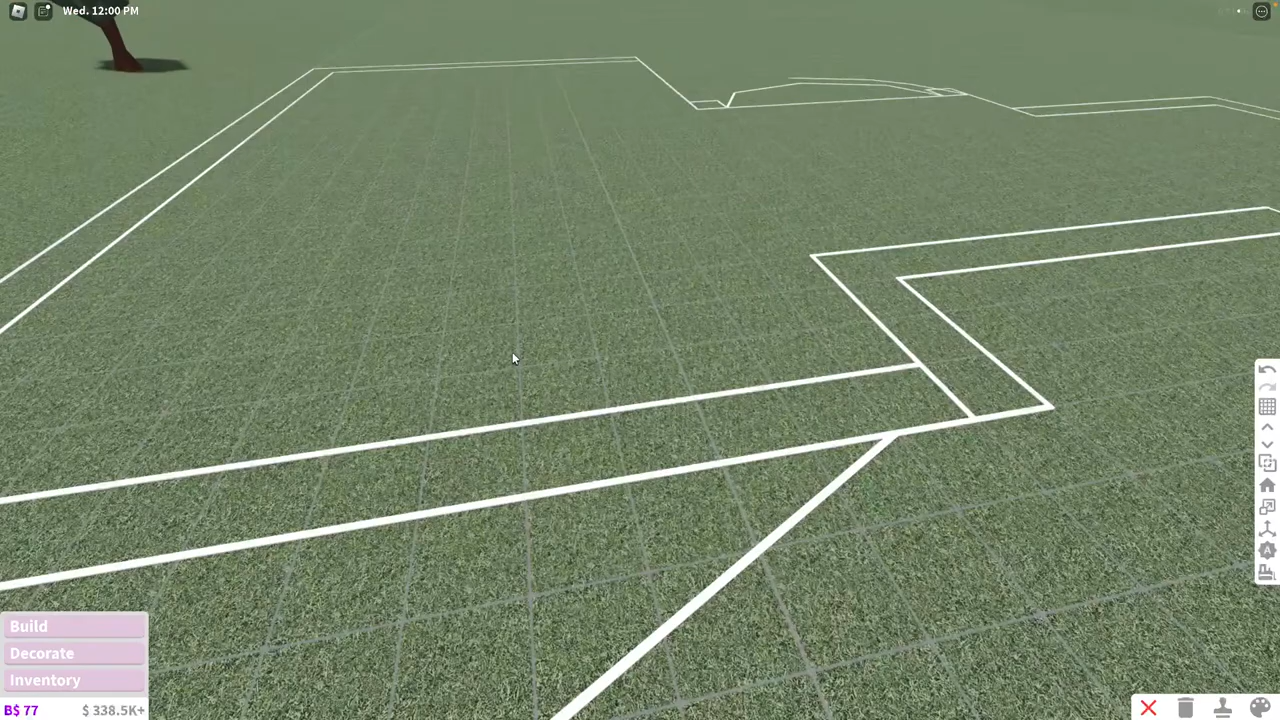 Wed. 12:00 PM
Build
Decorate
Inventory
B$ 77 $ 338.5K+